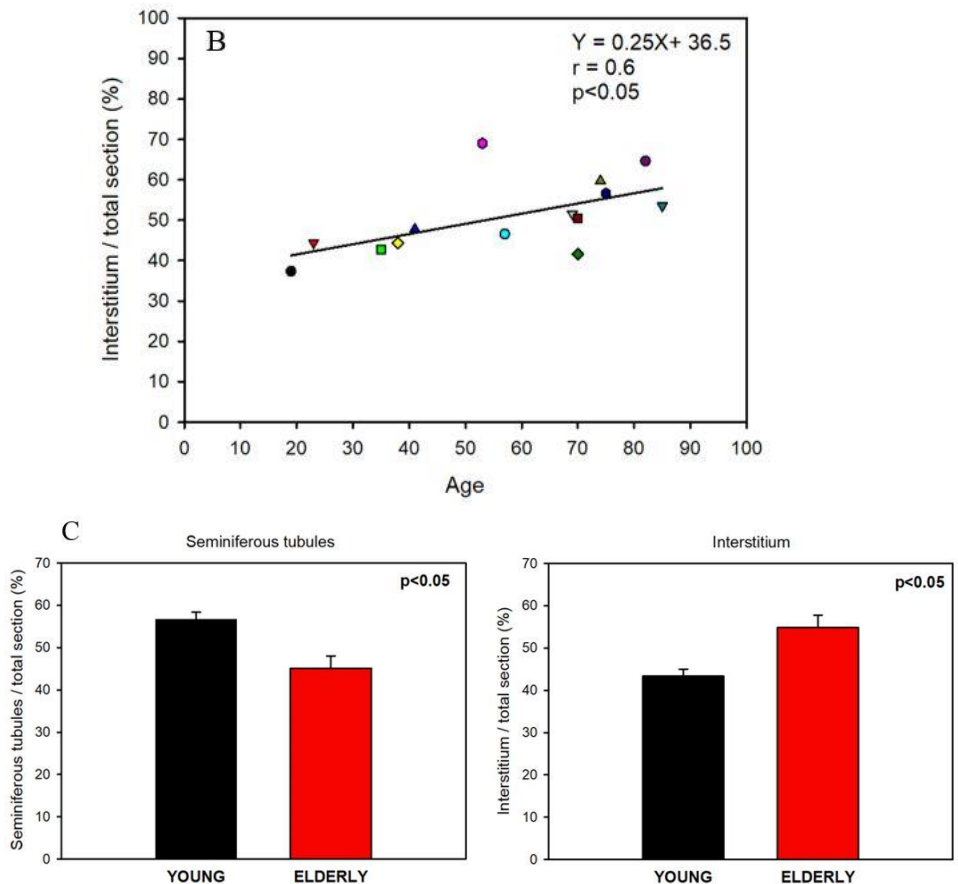 B
Y = 0.25X+ 36.5
r = 0.6
p<0.05
Interstitium / total section (%)
100
90
80
70
60
50
40
30
20
10
0
0 10 20 30 40 50 60 70 80 90 100
Age
C
Seminiferous tubules
p<0.05
Seminiferous tubules / total section (%)
70
60
50
40
30
20
10
0
YOUNG ELDERLY
Interstitium
p<0.05
Interstitium / total section (%)
70
60
50
40
30
20
10
0
YOUNG ELDERLY